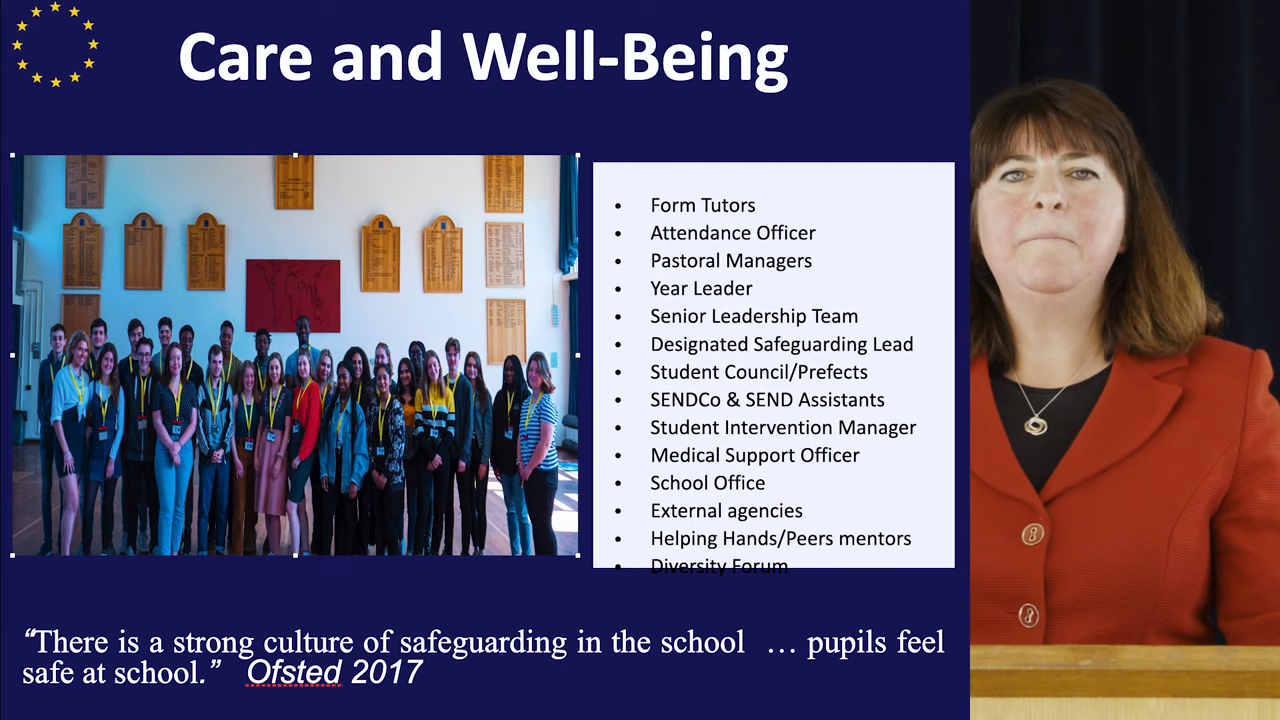 Care and Well-Being
• Form Tutors
• Attendance Officer
• Pastoral Managers
• Year Leader
• Senior Leadership Team
• Designated Safeguarding Lead
• Student Council/Prefects
• SENDCo & SEND Assistants
• Student Intervention Manager
• Medical Support Officer
• School Office
• External agencies
• Helping Hands/Peers mentors
• Diversity Forum
“There is a strong culture of safeguarding in the school … pupils feel
safe at school.” Ofsted 2017